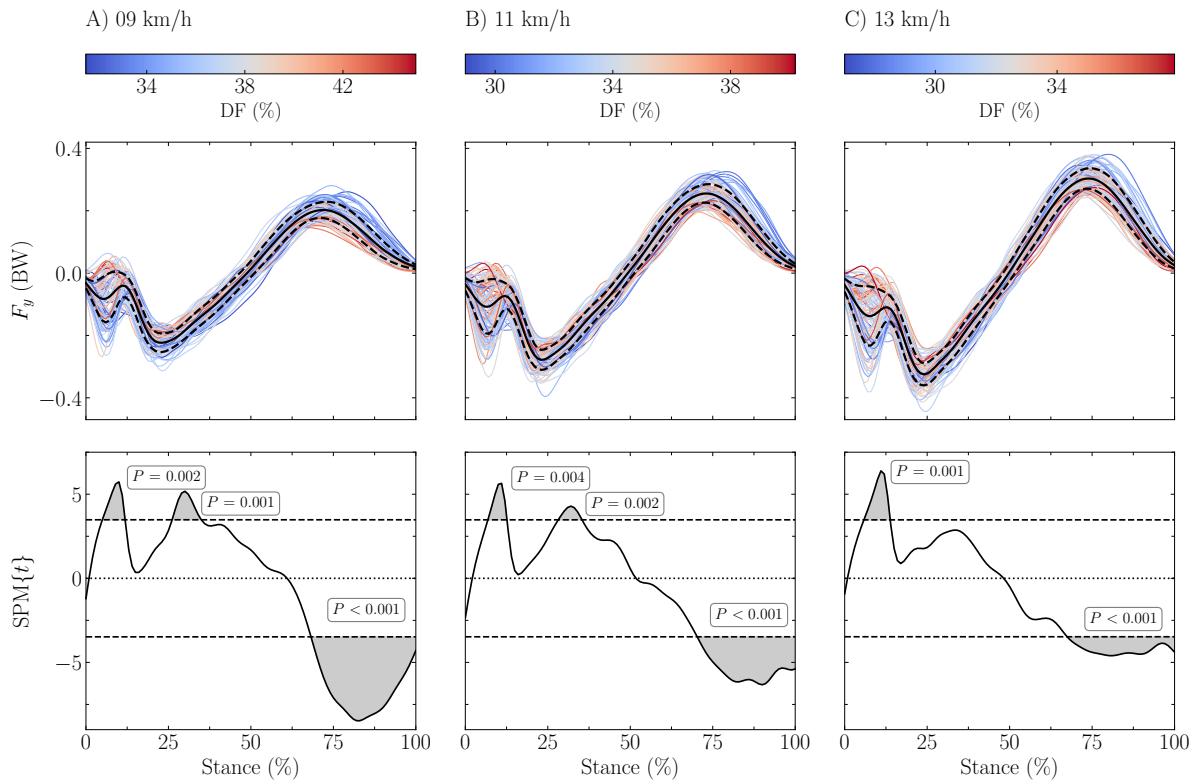 A) 09 km/h
B) 11 km/h
C) 13 km/h
34 38 42
30 34 38
30 34
DF (%)
DF (%)
DF (%)
0.4
0.0
−0.4
F_y (BW)
P = 0.002
P = 0.001
P < 0.001
P = 0.004
P = 0.002
P < 0.001
P = 0.001
P < 0.001
5
0
−5
SPM{t}
0 25 50 75 100
0 25 50 75 100
0 25 50 75 100
Stance (%)
Stance (%)
Stance (%)